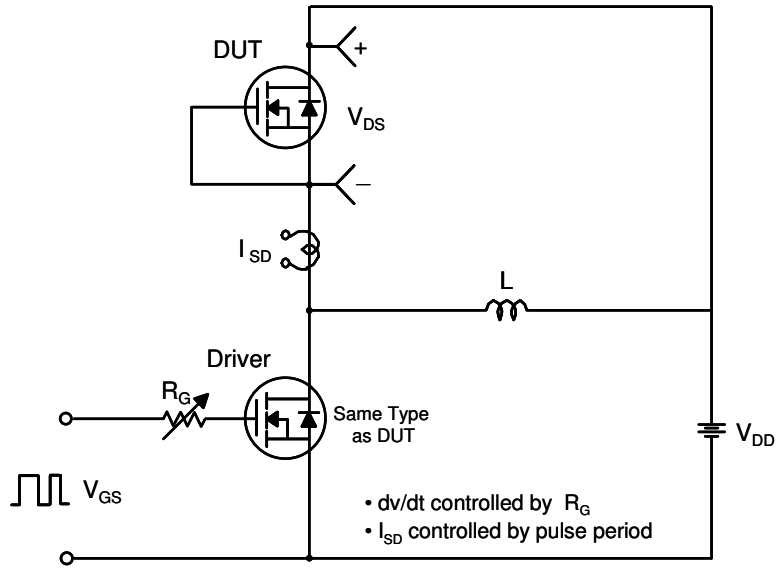 DUT
+
V_DS
–
I_SD
L
Driver
R_G
Same Type
as DUT
V_DD
V_GS
• dv/dt controlled by R_G
• I_SD controlled by pulse period